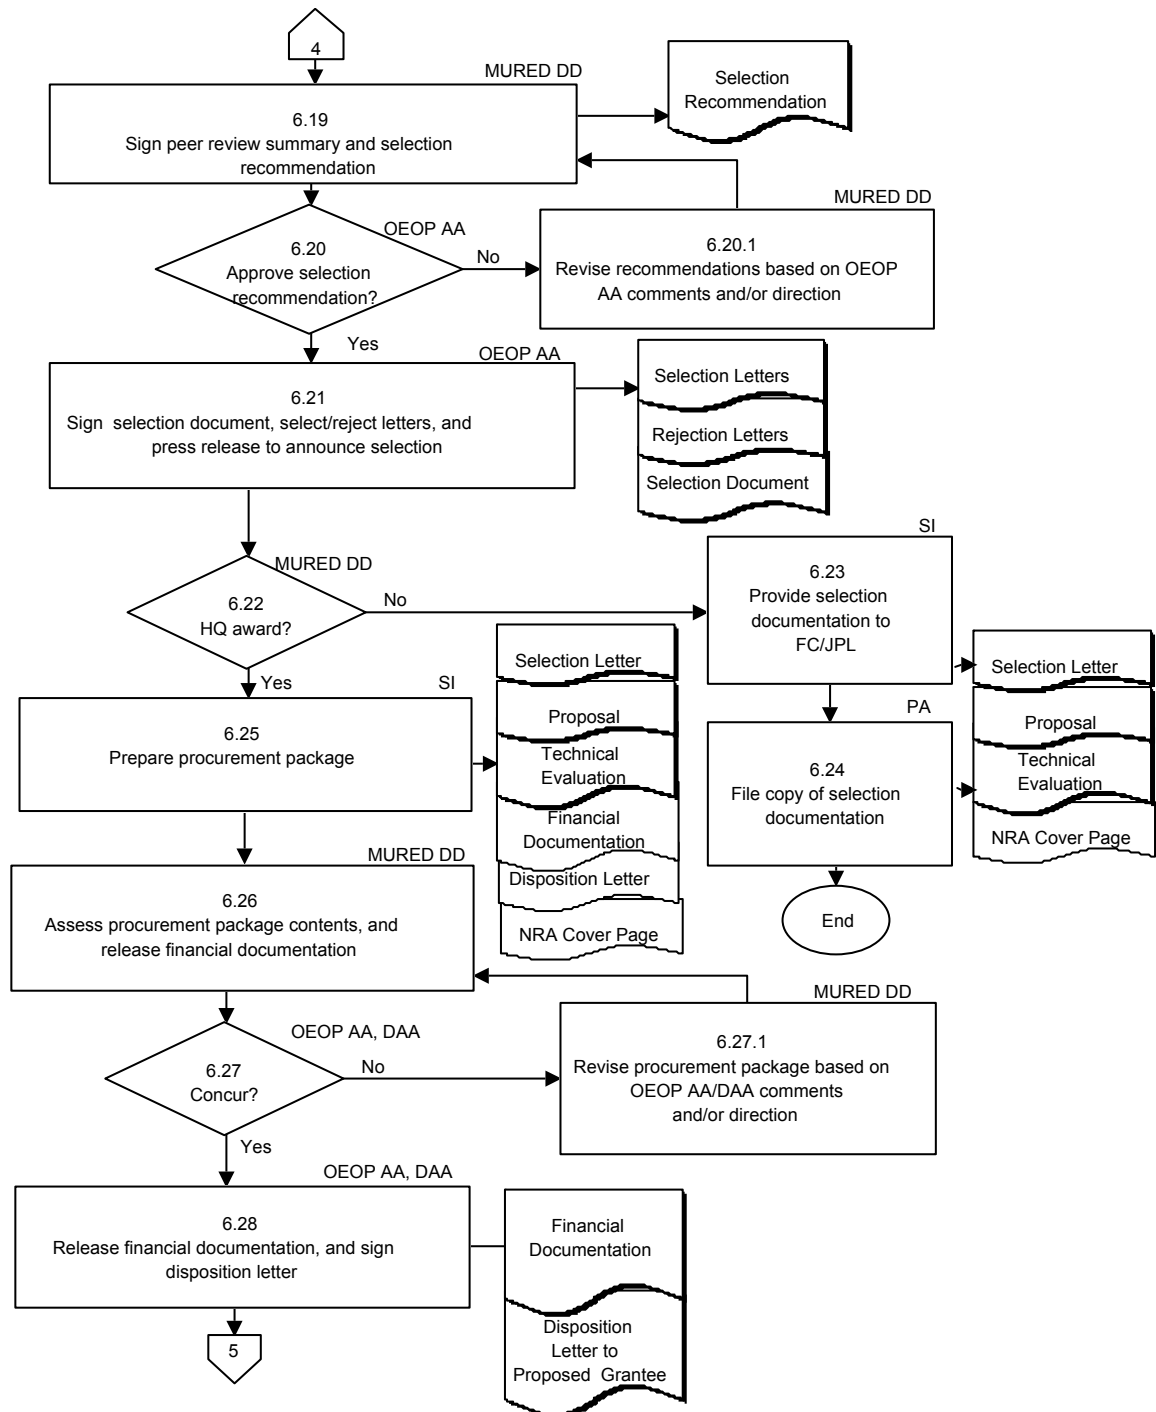 4
MURED DD
6.19
Sign peer review summary and selection
recommendation
Selection
Recommendation
OEOP AA
6.20
Approve selection
recommendation?
No
Yes
MURED DD
6.20.1
Revise recommendations based on OEOP
AA comments and/or direction
OEOP AA
6.21
Sign selection document, select/reject letters, and
press release to announce selection
Selection Letters
Rejection Letters
Selection Document
MURED DD
6.22
HQ award?
No
Yes
SI
6.23
Provide selection
documentation to
FC/JPL
Selection Letter
Proposal
Technical
Evaluation
NRA Cover Page
PA
6.24
File copy of selection
documentation
End
SI
6.25
Prepare procurement package
Selection Letter
Proposal
Technical
Evaluation
Financial
Documentation
Disposition Letter
NRA Cover Page
MURED DD
6.26
Assess procurement package contents, and
release financial documentation
OEOP AA, DAA
6.27
Concur?
No
Yes
MURED DD
6.27.1
Revise procurement package based on
OEOP AA/DAA comments
and/or direction
OEOP AA, DAA
6.28
Release financial documentation, and sign
disposition letter
Financial
Documentation
Disposition
Letter to
Proposed Grantee
5